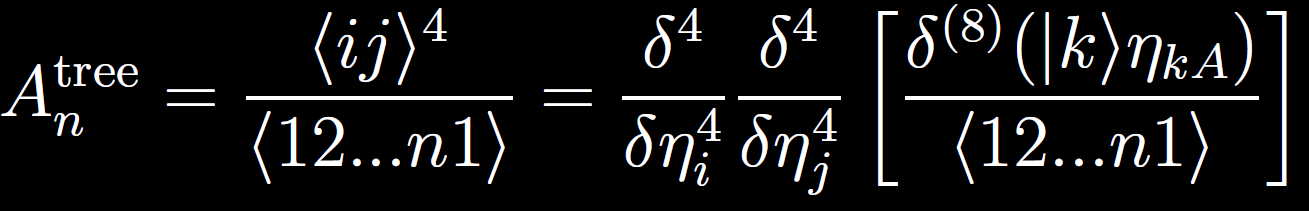 A_n^{\text{tree}} = \frac{\langle ij \rangle^4}{\langle 12...n1 \rangle} = \frac{\delta^4}{\delta\eta_i^4} \frac{\delta^4}{\delta\eta_j^4} \left[ \frac{\delta^{(8)}(|k\rangle \eta_{kA})}{\langle 12...n1 \rangle} \right]